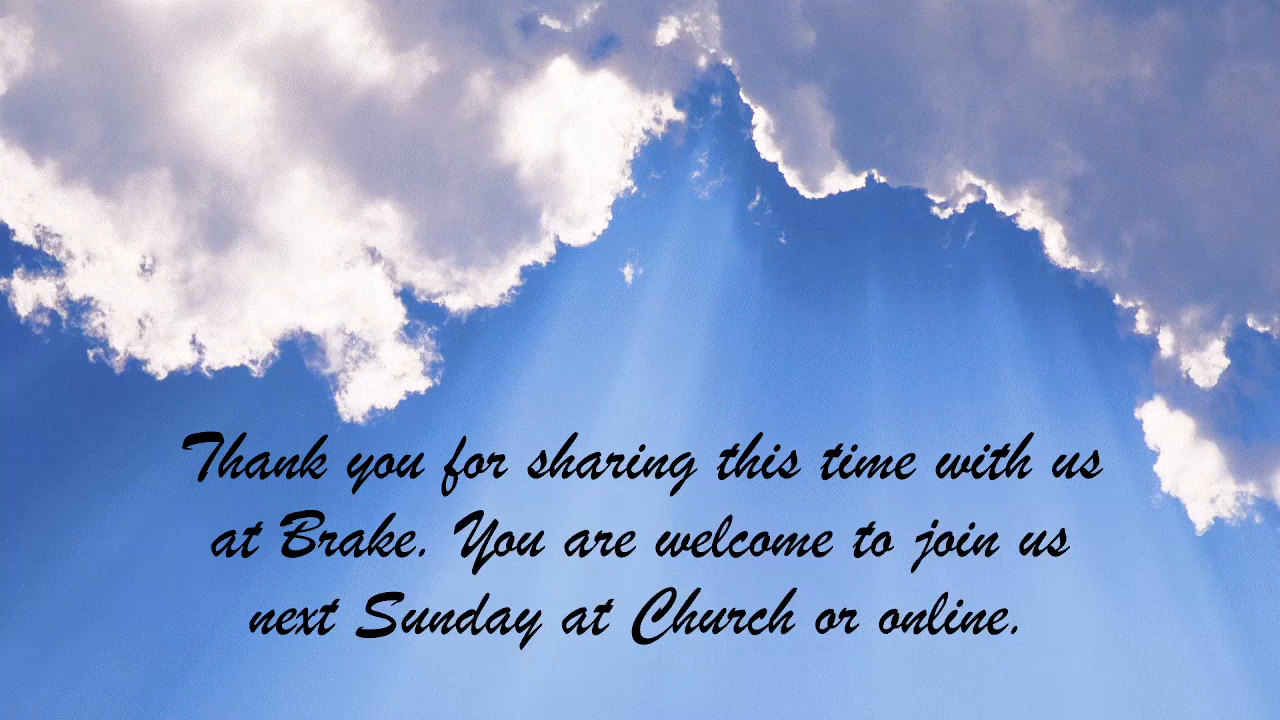 Thank you for sharing this time with us
at Brake. You are welcome to join us
next Sunday at Church or online.